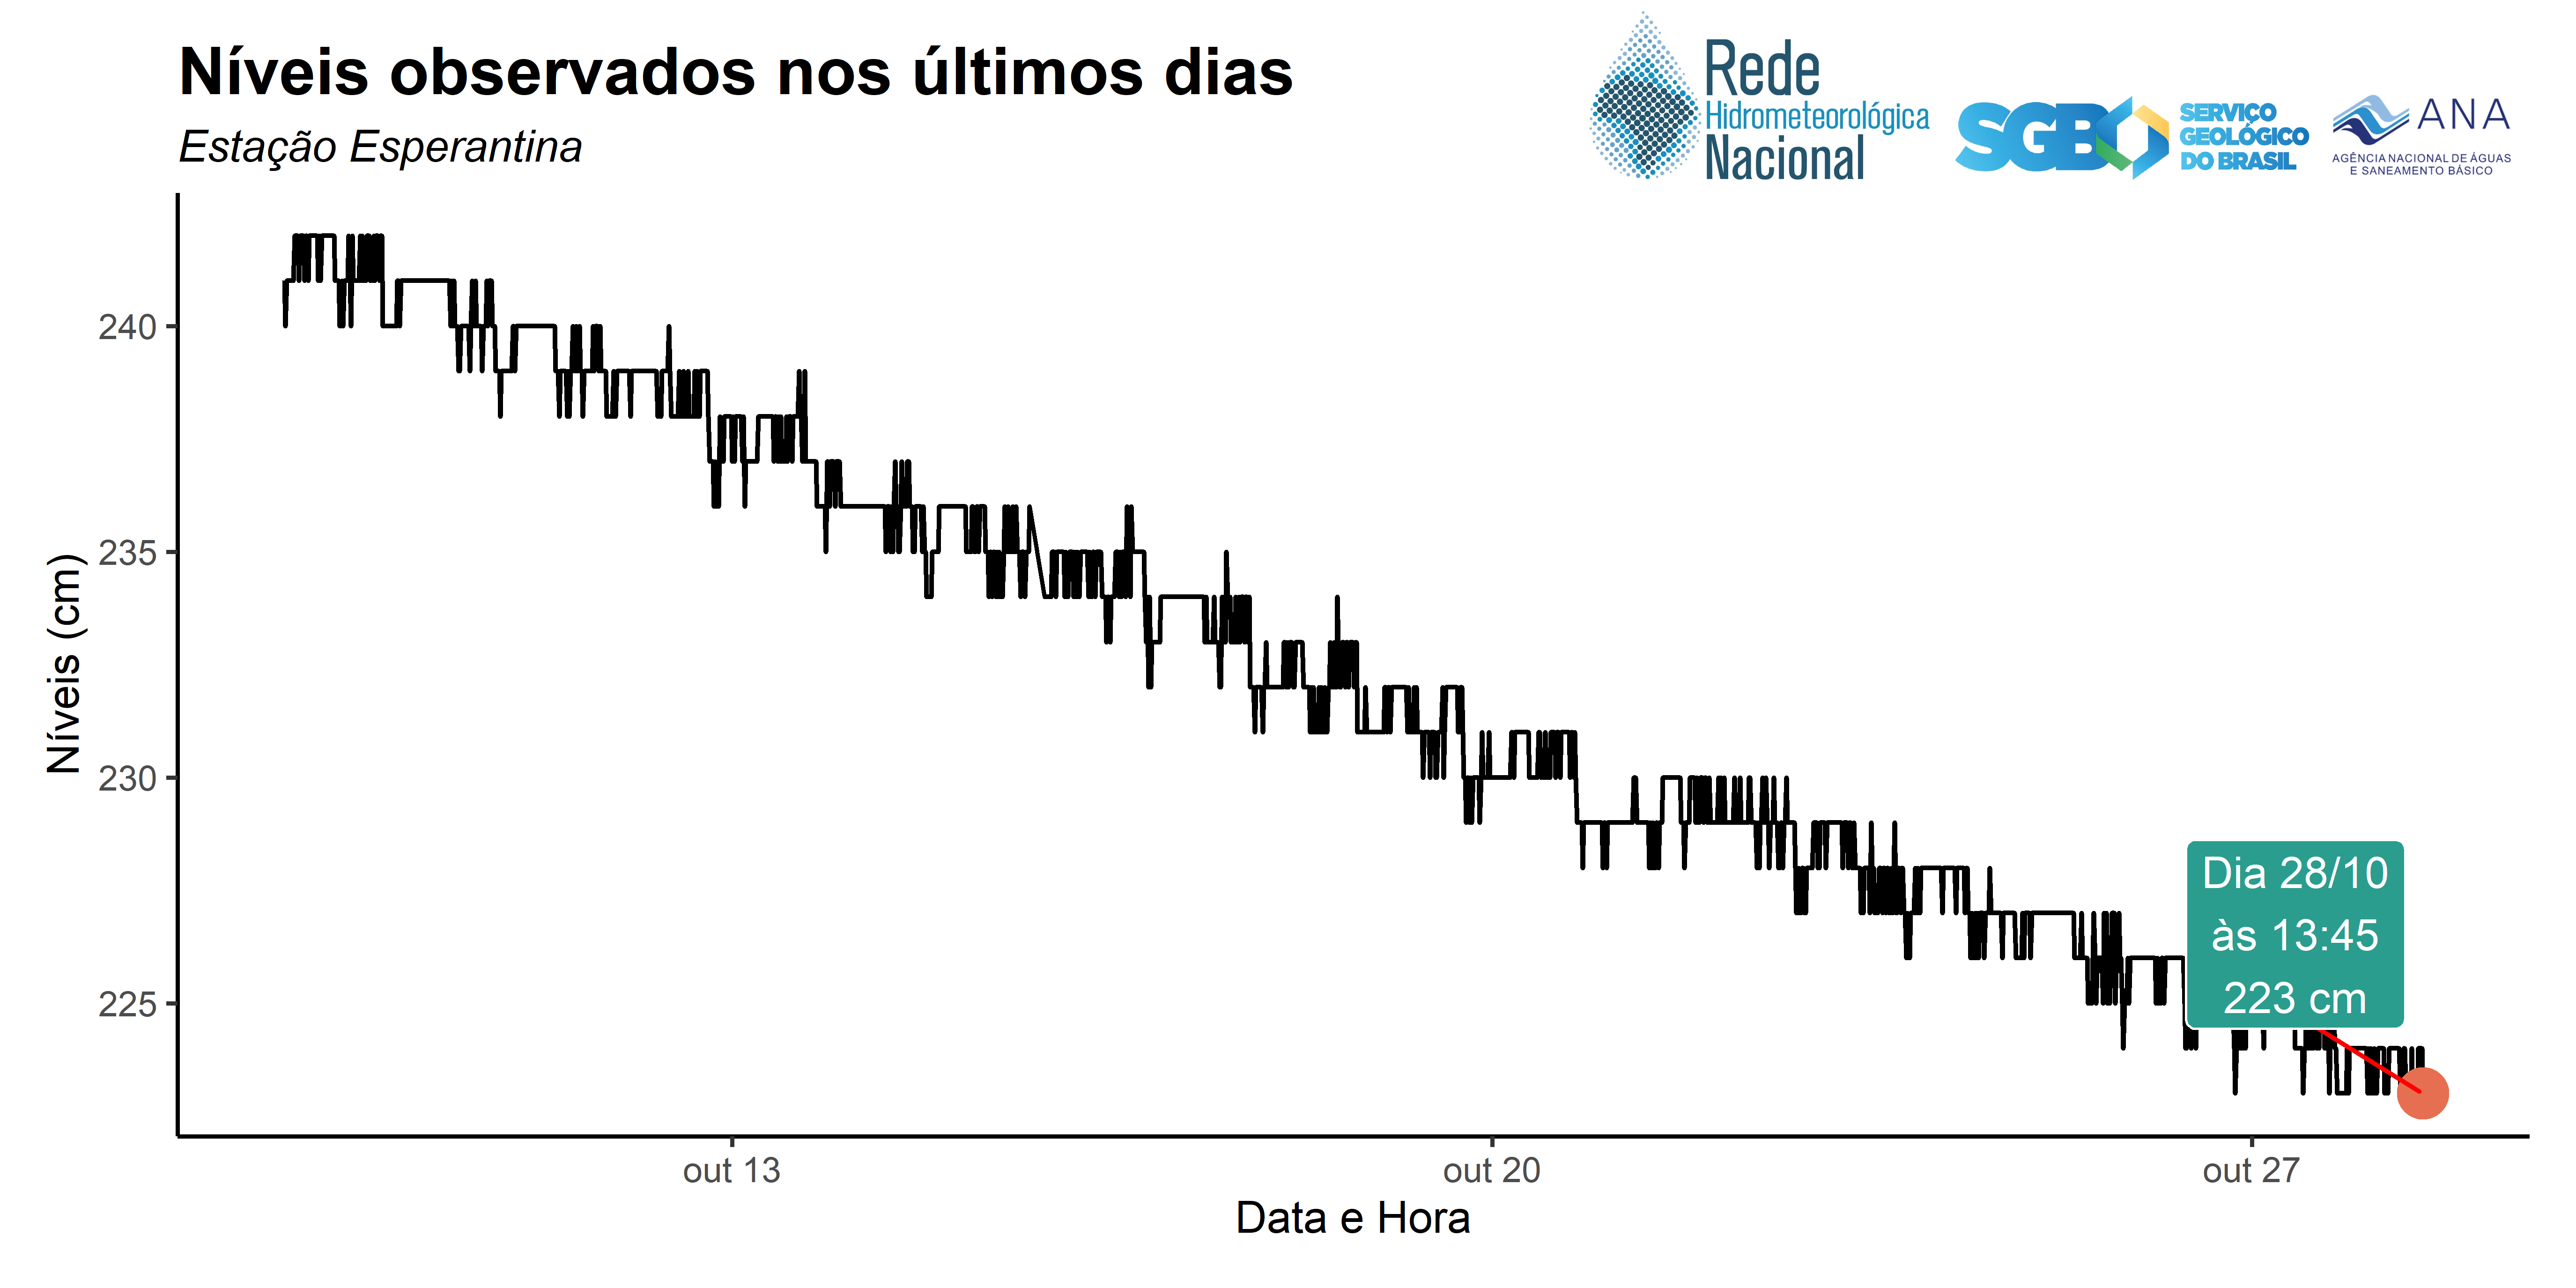 Níveis observados nos últimos dias
Estação Esperantina
Rede
Hidrometeorológica
Nacional
SGB
SERVIÇO
GEOLÓGICO
DO BRASIL
ANA
AGÊNCIA NACIONAL DE ÁGUAS
E SANEAMENTO BÁSICO
Níveis (cm)
240
235
230
225
Dia 28/10
às 13:45
223 cm
out 13
out 20
out 27
Data e Hora